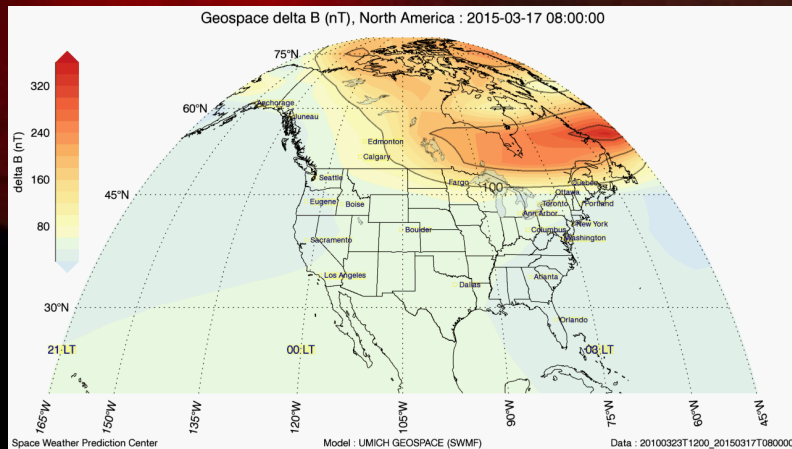 Geospace delta B (nT), North America : 2015-03-17 08:00:00
75°N
60°N
45°N
30°N
320
240
160
80
delta B (nT)
Anchorage
Juneau
Edmonton
Calgary
Seattle
Fargo
100
Quebec
Ottawa
Eugene
Boise
Toronto
Portland
Ann Arbor
New York
Boulder
Columbus
Washington
Sacramento
Los Angeles
Dallas
Atlanta
Orlando
21 LT
00 LT
03 LT
165°W
150°W
135°W
120°W
105°W
90°W
75°W
60°W
45°W
Space Weather Prediction Center
Model : UMICH GEOSPACE (SWMF)
Data : 20100323T1200_20150317T080000